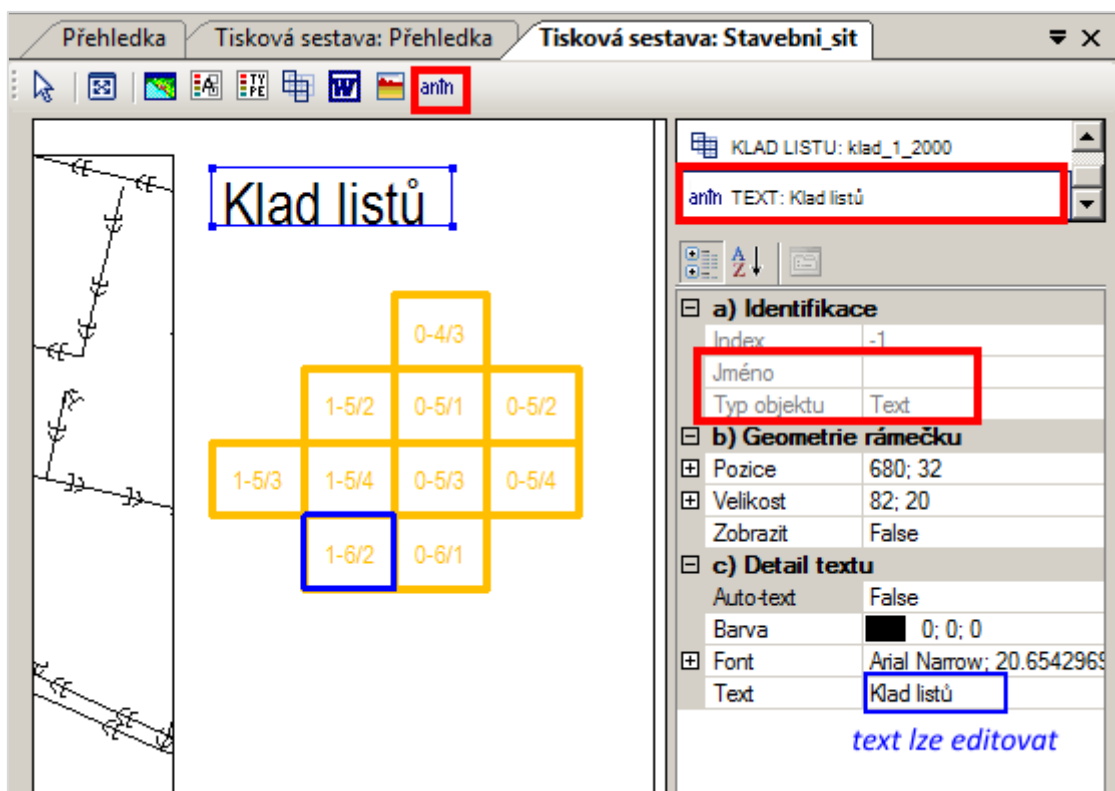 Přehledka Tisková sestava: Přehledka Tisková sestava: Stavebni_sit
anîn
KLAD LISTU: klad_1_2000
anîn TEXT: Klad listů
Klad listů
a) Identifikace
Index -1
Jméno
Typ objektu Text
b) Geometrie rámečku
Pozice 680; 32
Velikost 82; 20
Zobrazit False
c) Detail textu
Auto-text False
Barva 0; 0; 0
Font Arial Narrow; 20.6542969
Text Klad listů
text lze editovat
0-4/3
1-5/2 0-5/1 0-5/2
1-5/3 1-5/4 0-5/3 0-5/4
1-6/2 0-6/1